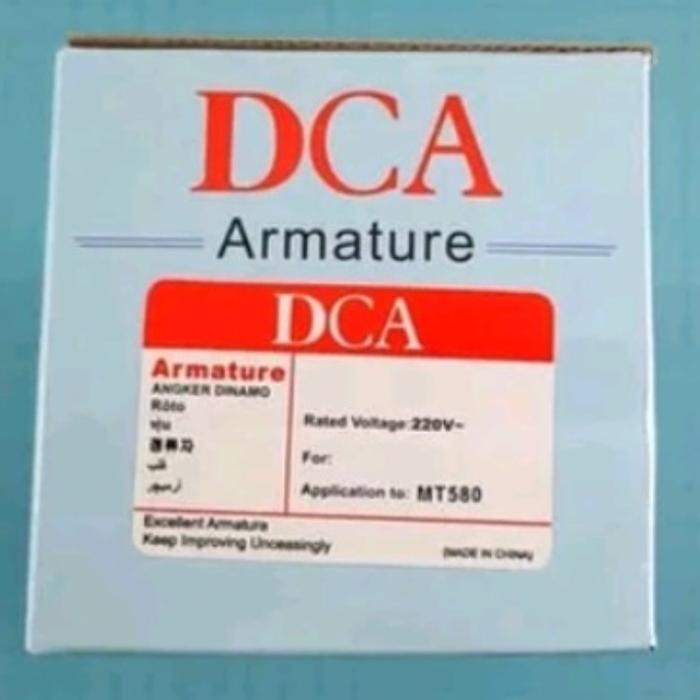 DCA
Armature
DCA
Armature
ANGKER DINAMO
Rôto
Rated Voltage:220V~
For:
Application to: MT580
Excellent Armature
Keep Improving Unceasingly
(MADE IN CHINA)